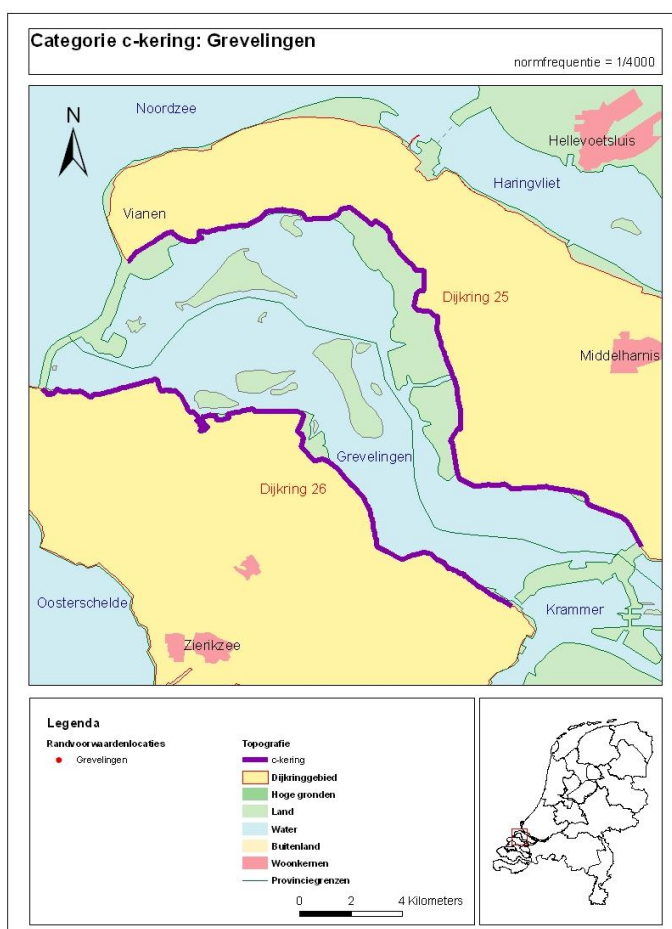 Categorie c-kering: Grevelingen
normfrequentie = 1/4000
Noordzee
N
Hellevoetsluis
Haringvliet
Vianen
Dijkring 25
Middelharnis
Grevelingen
Dijkring 26
Oosterschelde
Krammer
Zierikzee
Legenda
Randvoorwaardenlocaties
Grevelingen
Topografie
c-kering
Dijkringgebied
Hoge gronden
Land
Water
Buitenland
Woonkernen
Provinciegrenzen
0 2 4 Kilometers